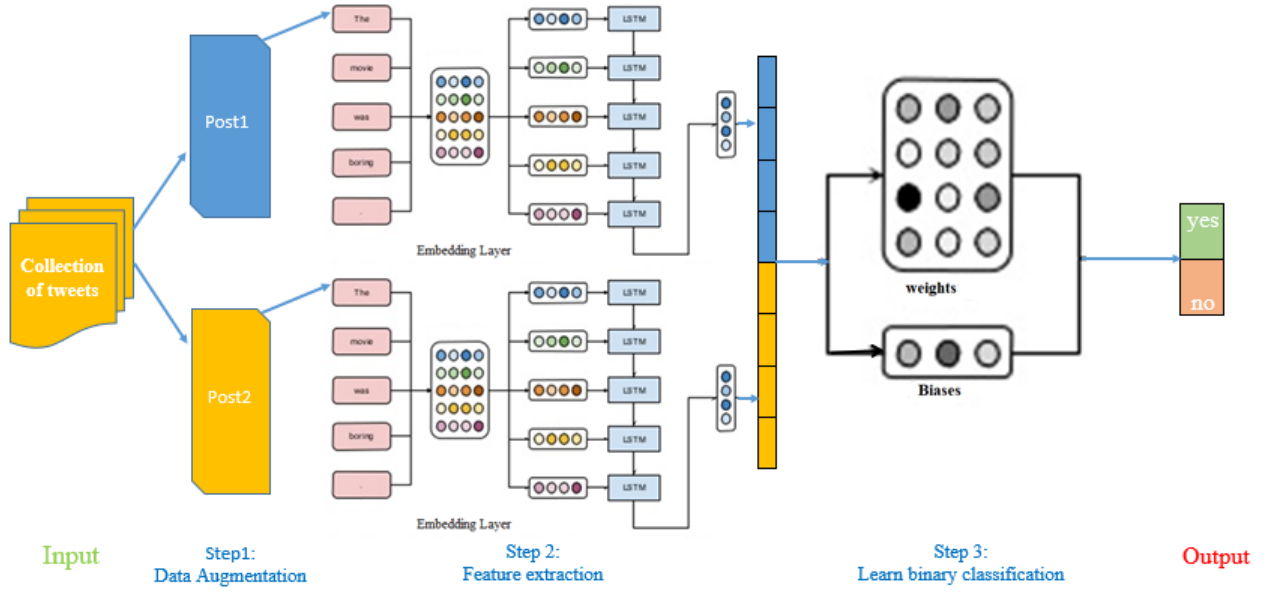 Collection
of tweets
Post1
The
movie
was
boring
.
LSTM
LSTM
LSTM
LSTM
LSTM
Embedding Layer
Post2
The
movie
was
boring
.
LSTM
LSTM
LSTM
LSTM
LSTM
Embedding Layer
weights
Biases
yes
no
Input
Step1:
Data Augmentation
Step 2:
Feature extraction
Step 3:
Learn binary classification
Output